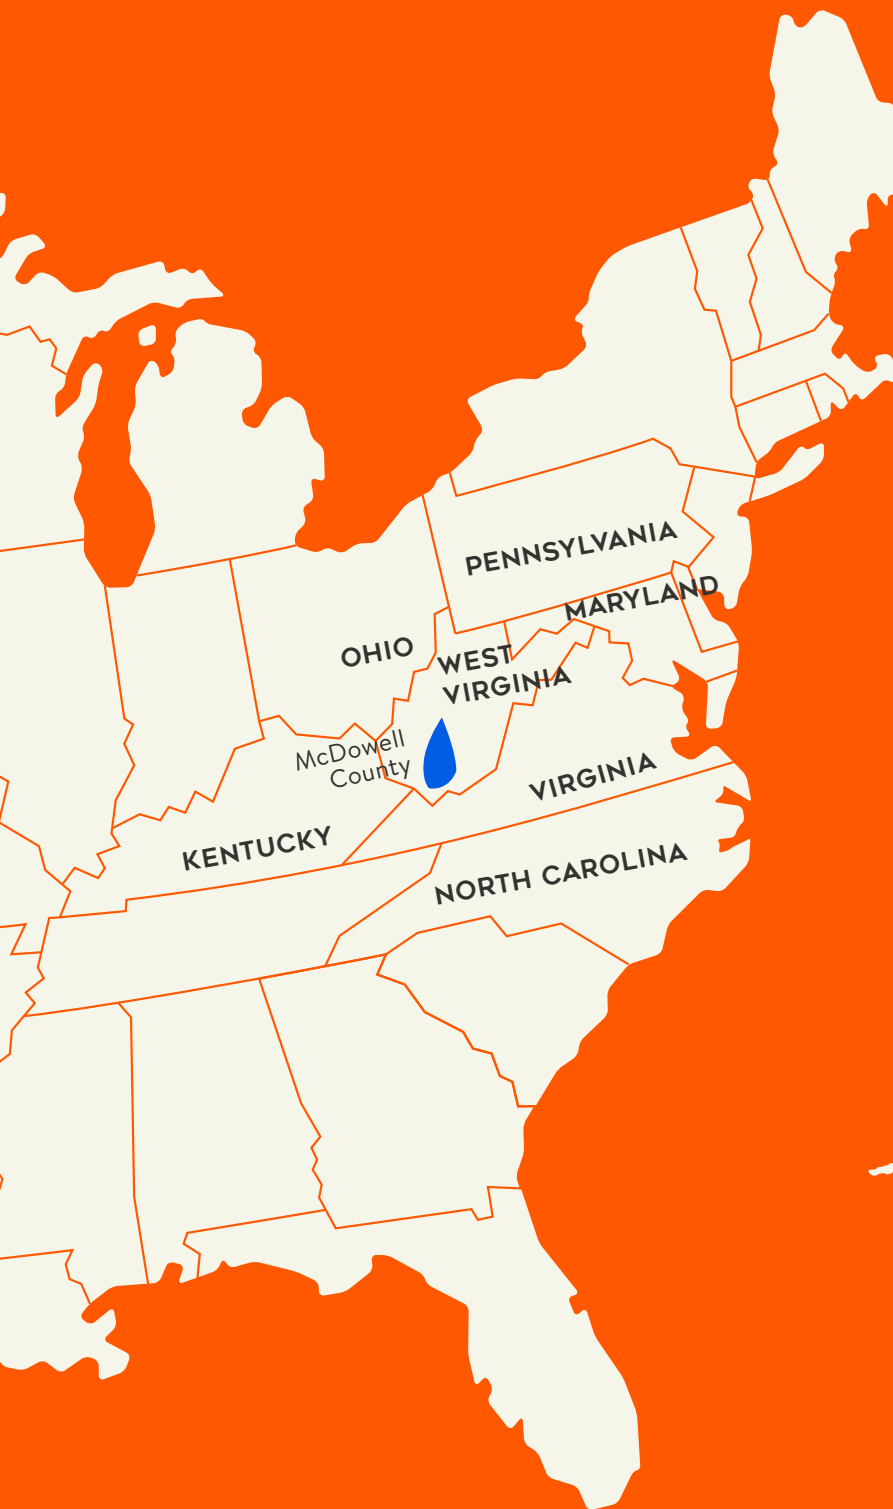 PENNSYLVANIA
MARYLAND
OHIO
WEST
VIRGINIA
McDowell
County
VIRGINIA
KENTUCKY
NORTH CAROLINA